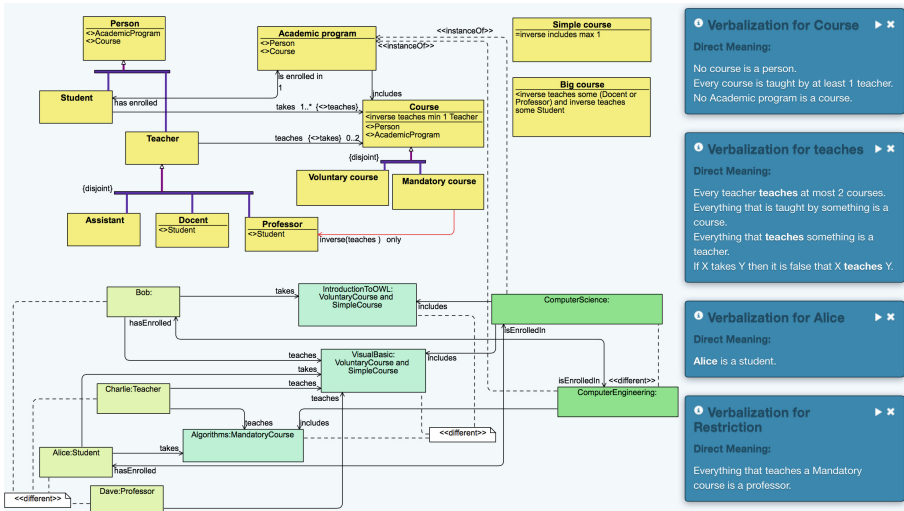 Person
<>AcademicProgram
<>Course
Academic program
<>Person
<>Course
<<instanceOf>>
<<instanceOf>>
Simple course
=inverse includes max 1
Big course
<inverse teaches some (Docent
or Professor) and inverse teaches
some Student
is enrolled in
1
Student
has enrolled
includes
takes 1..* {<>teaches}
Course
<inverse teaches min 1 Teacher
<>Person
<>AcademicProgram
Teacher
teaches {<>takes} 0..2
{disjoint}
Voluntary course
Mandatory course
{disjoint}
Assistant
Docent
<>Student
Professor
<>Student
inverse(teaches ) only
Bob:
takes
IntroductionToOWL:
VoluntaryCourse and
SimpleCourse
includes
ComputerScience:
hasEnrolled
isEnrolledIn
VisualBasic:
VoluntaryCourse and
SimpleCourse
teaches
takes
includes
Charlie:Teacher
teaches
teaches
isEnrolledIn
<<different>>
ComputerEngineering:
teaches
includes
Algorithms:MandatoryCourse
<<different>>
Alice:Student
takes
hasEnrolled
<<different>>
Dave:Professor
Verbalization for Course
Direct Meaning:
No course is a person.
Every course is taught by at least 1 teacher.
No Academic program is a course.
Verbalization for teaches
Direct Meaning:
Every teacher teaches at most 2 courses.
Everything that is taught by something is a
course.
Everything that teaches something is a
teacher.
If X takes Y then it is false that X teaches Y.
Verbalization for Alice
Direct Meaning:
Alice is a student.
Verbalization for
Restriction
Direct Meaning:
Everything that teaches a Mandatory
course is a professor.